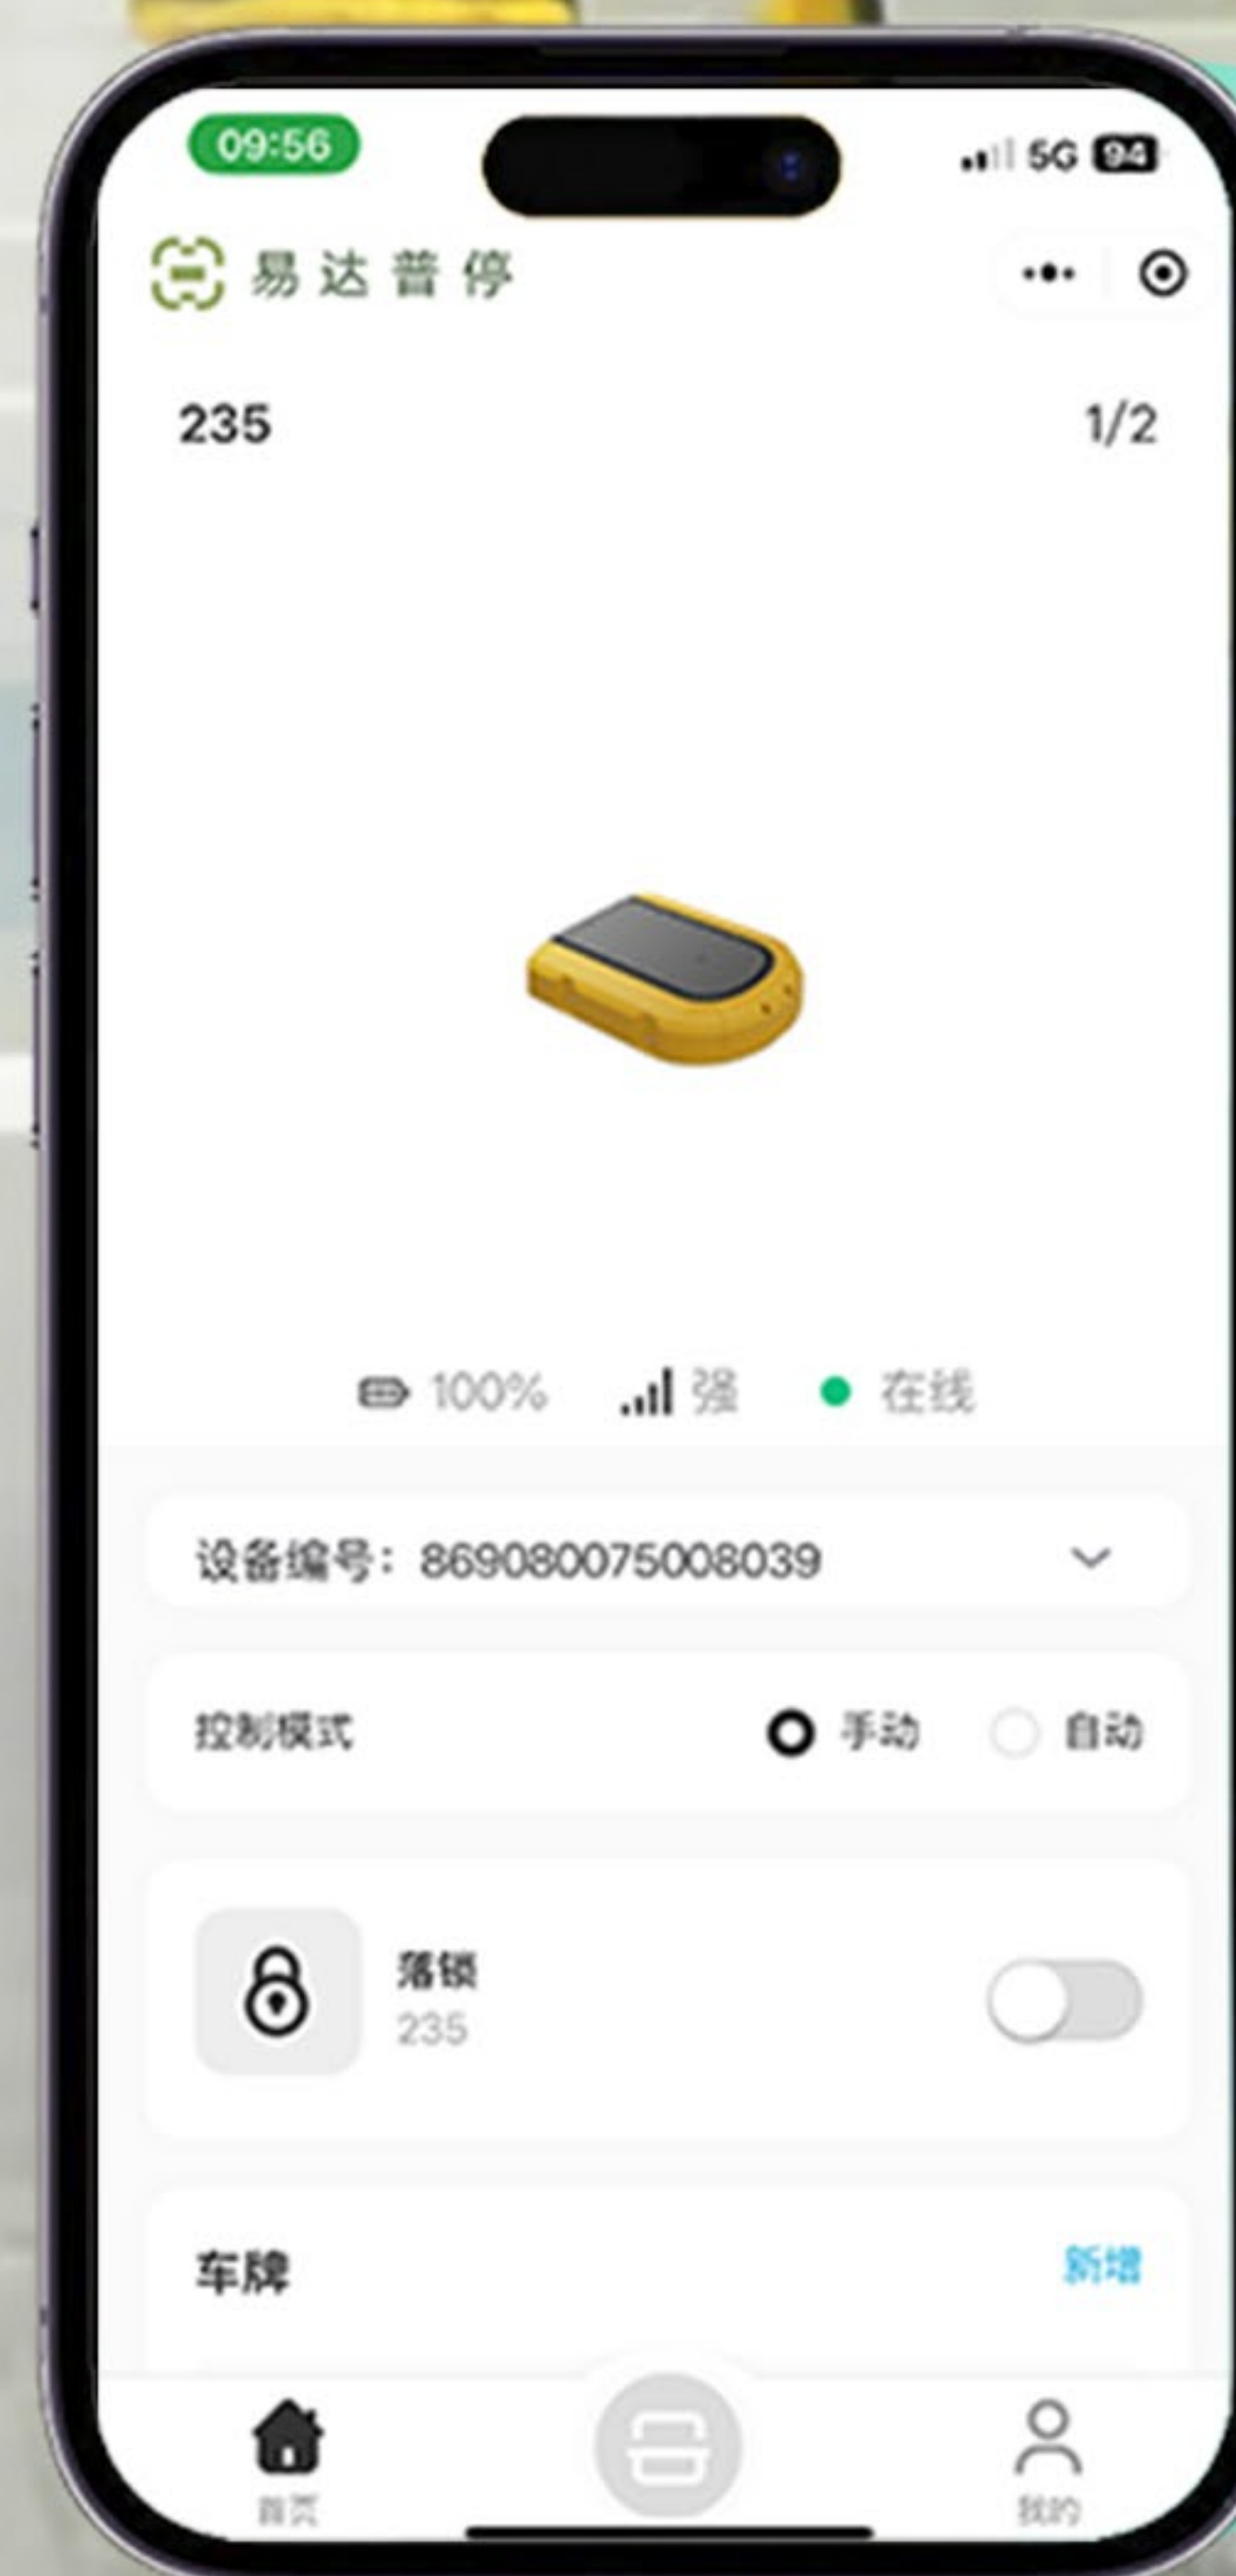 09:56 5G 94
易达普停
235 1/2
100% 强 在线
设备编号：869080075008039
控制模式 手动 自动
落锁
235
车牌 新增
首页 我的